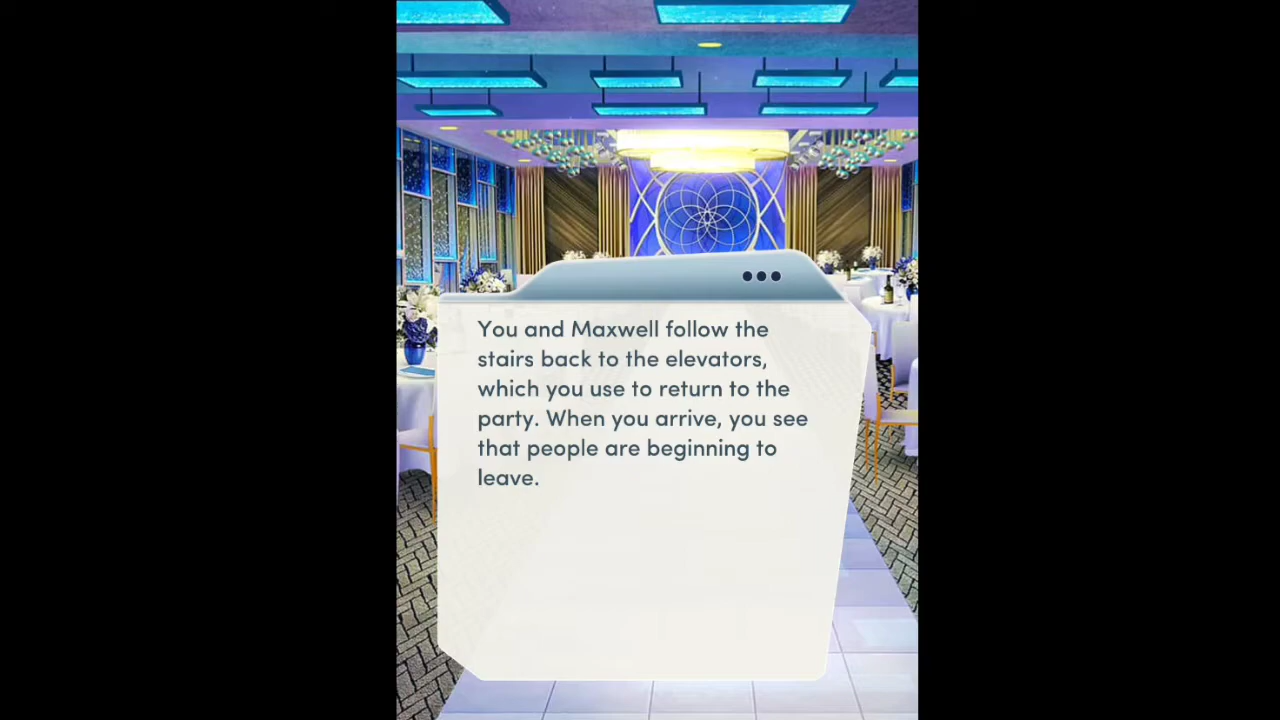 You and Maxwell follow the
stairs back to the elevators,
which you use to return to the
party. When you arrive, you see
that people are beginning to
leave.